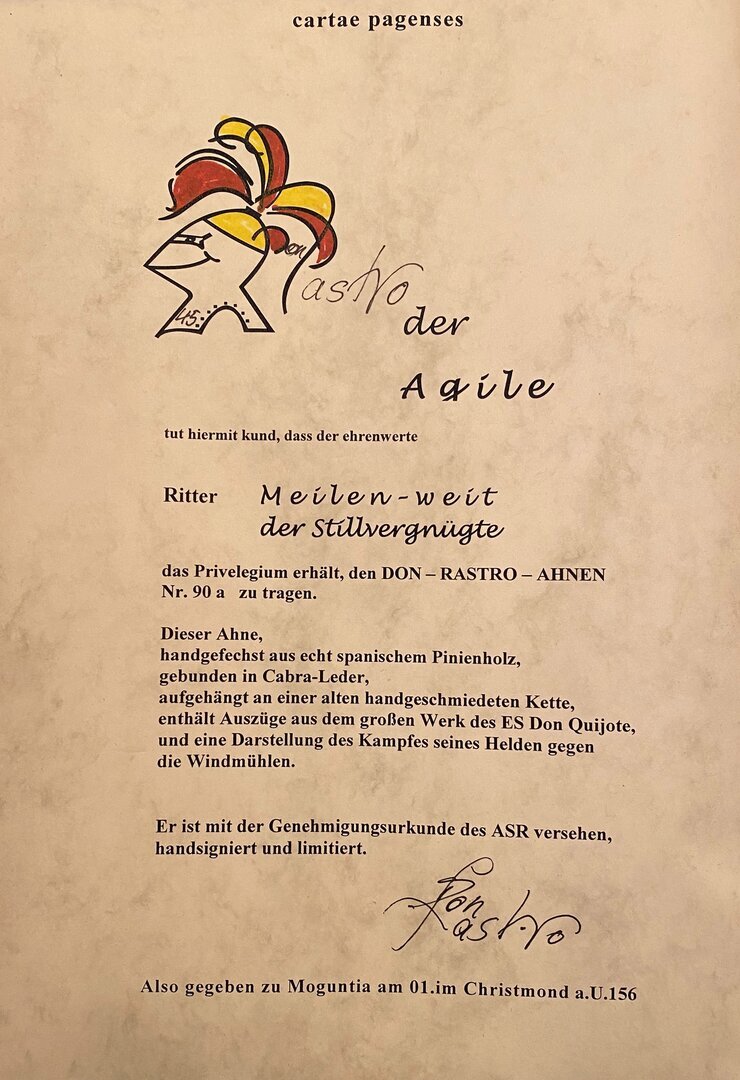 cartae pagenses
Don
astro
45.
der
Agile
tut hiermit kund, dass der ehrenwerte
Ritter Meilen-weit
der Stillvergnügte
das Privelegium erhält, den DON – RASTRO – AHNEN
Nr. 90 a zu tragen.
Dieser Ahne,
handgefechst aus echt spanischem Pinienholz,
gebunden in Cabra-Leder,
aufgehängt an einer alten handgeschmiedeten Kette,
enthält Auszüge aus dem großen Werk des ES Don Quijote,
und eine Darstellung des Kampfes seines Helden gegen
die Windmühlen.
Er ist mit der Genehmigungsurkunde des ASR versehen,
handsigniert und limitiert.
Don
Rastro
Also gegeben zu Moguntia am 01.im Christmond a.U.156